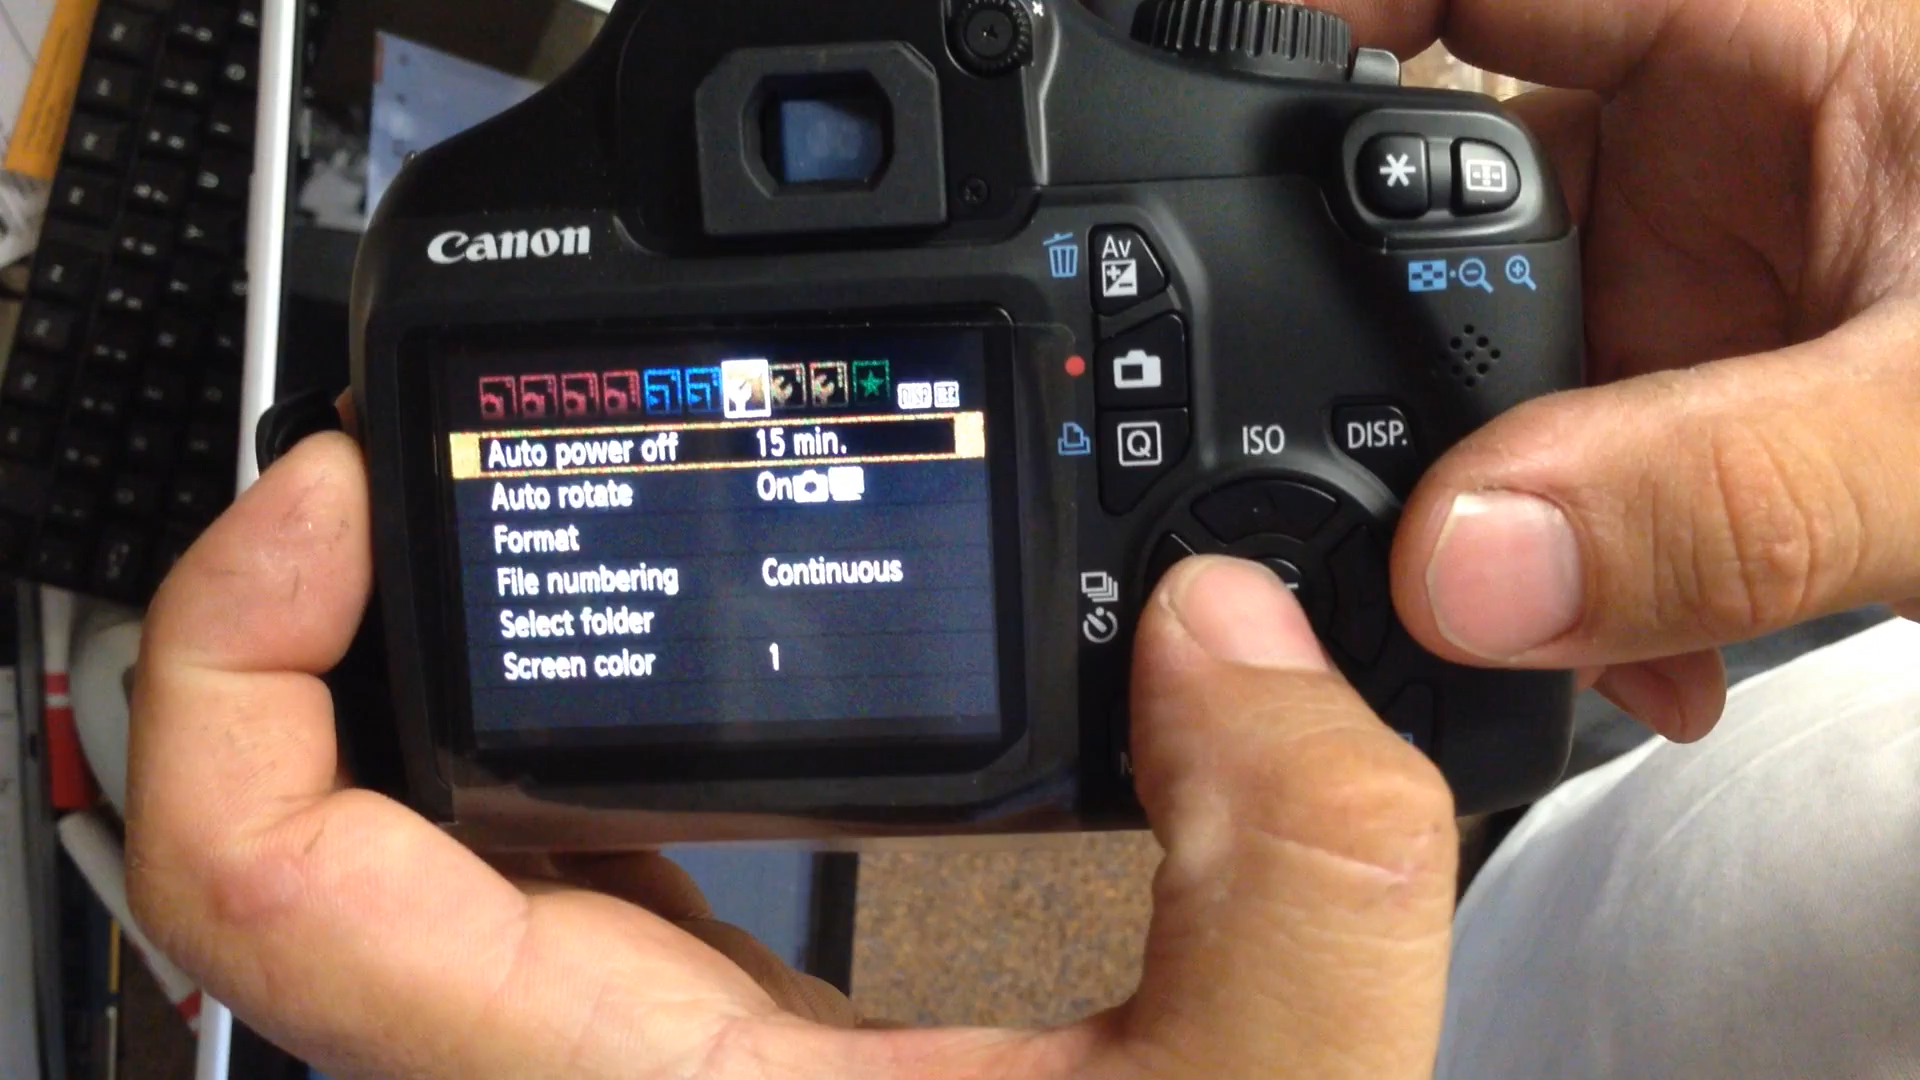 Canon
Av
DISP
Auto power off 15 min.
Auto rotate On
Format
File numbering Continuous
Select folder
Screen color 1
Q
ISO
DISP.